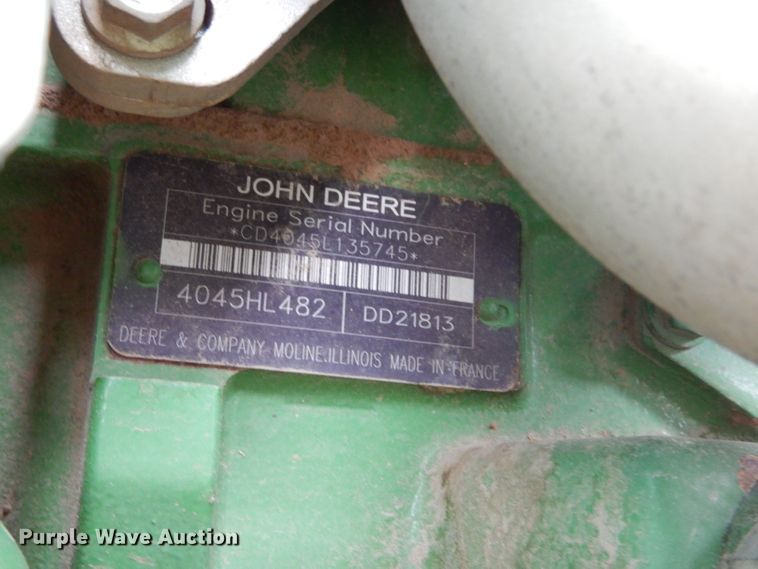 JOHN DEERE
Engine Serial Number
*CD4045L135745*
4045HL482 DD21813
DEERE & COMPANY MOLINE,ILLINOIS MADE IN FRANCE
Purple Wave Auction